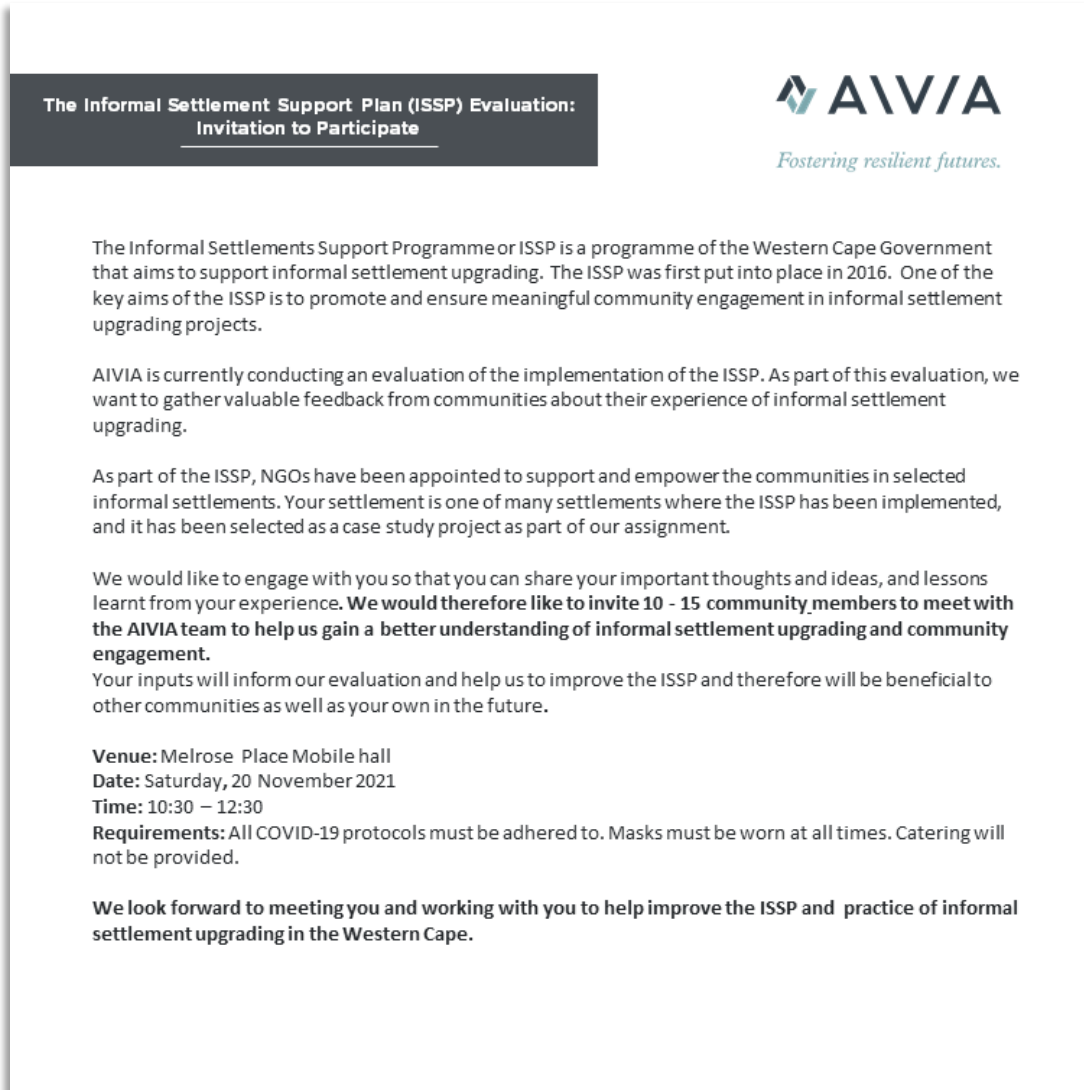 The Informal Settlement Support Plan (ISSP) Evaluation:
Invitation to Participate
AIVIA
Fostering resilient futures.
The Informal Settlements Support Programme or ISSP is a programme of the Western Cape Government
that aims to support informal settlement upgrading. The ISSP was first put into place in 2016. One of the
key aims of the ISSP is to promote and ensure meaningful community engagement in informal settlement
upgrading projects.
AIVIA is currently conducting an evaluation of the implementation of the ISSP. As part of this evaluation, we
want to gather valuable feedback from communities about their experience of informal settlement
upgrading.
As part of the ISSP, NGOs have been appointed to support and empower the communities in selected
informal settlements. Your settlement is one of many settlements where the ISSP has been implemented,
and it has been selected as a case study project as part of our assignment.
We would like to engage with you so that you can share your important thoughts and ideas, and lessons
learnt from your experience. We would therefore like to invite 10 - 15 community members to meet with
the AIVIA team to help us gain a better understanding of informal settlement upgrading and community
engagement.
Your inputs will inform our evaluation and help us to improve the ISSP and therefore will be beneficial to
other communities as well as your own in the future.
Venue: Melrose Place Mobile hall
Date: Saturday, 20 November 2021
Time: 10:30 – 12:30
Requirements: All COVID-19 protocols must be adhered to. Masks must be worn at all times. Catering will
not be provided.
We look forward to meeting you and working with you to help improve the ISSP and practice of informal
settlement upgrading in the Western Cape.